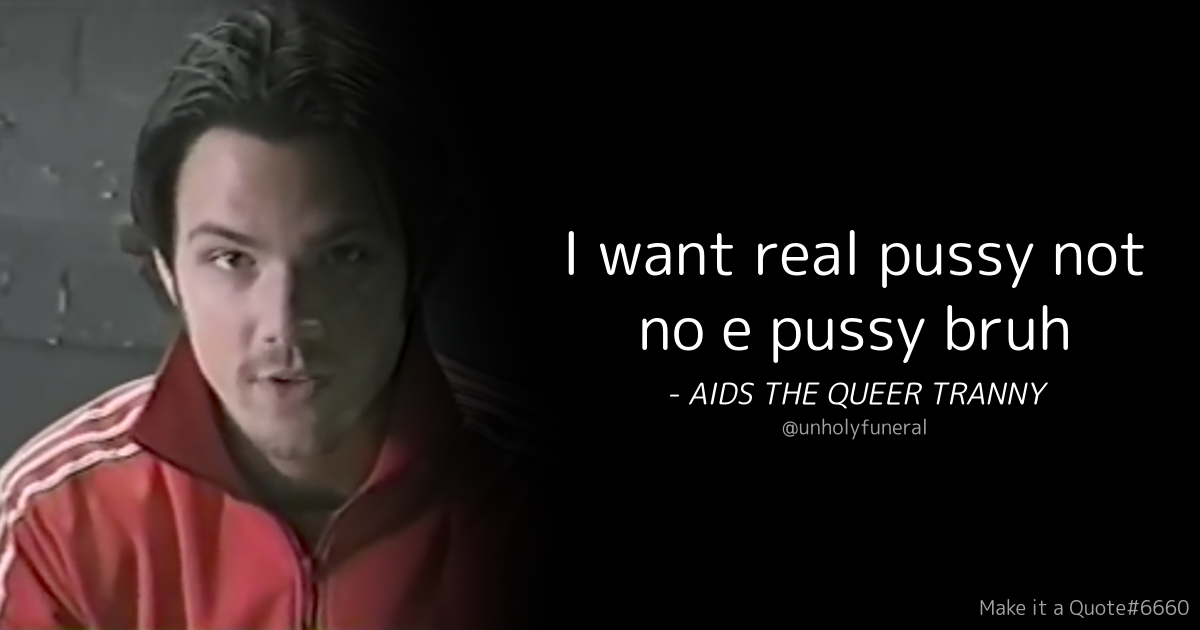 I want real pussy not
no e pussy bruh
- AIDS THE QUEER TRANNY
@unholyfuneral
Make it a Quote#6660